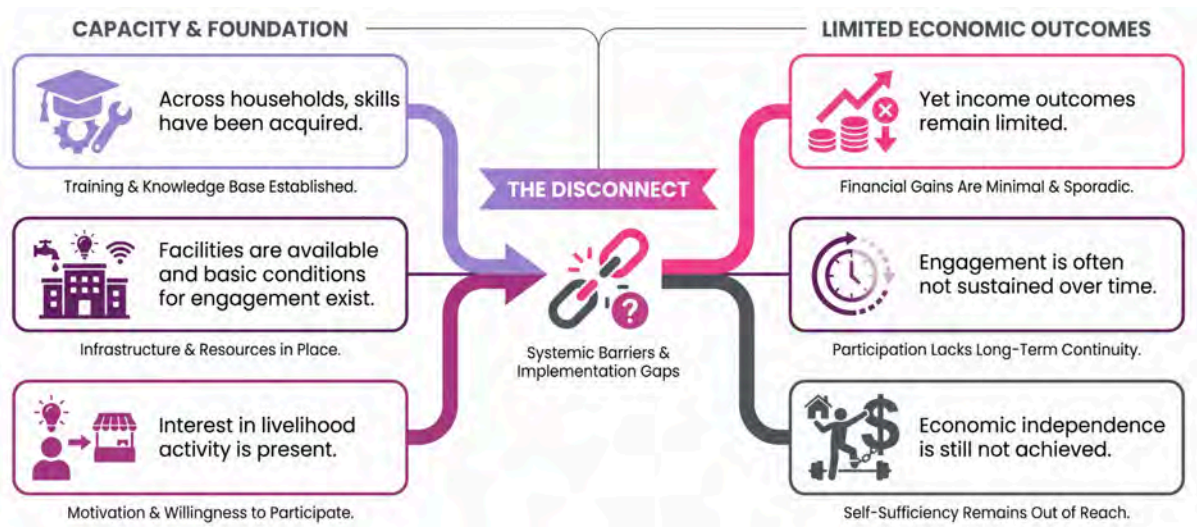 CAPACITY & FOUNDATION
Across households, skills
have been acquired.
Training & Knowledge Base Established.
Facilities are available
and basic conditions
for engagement exist.
Infrastructure & Resources in Place.
Interest in livelihood
activity is present.
Motivation & Willingness to Participate.
THE DISCONNECT
?
Systemic Barriers &
Implementation Gaps
LIMITED ECONOMIC OUTCOMES
Yet income outcomes
remain limited.
Financial Gains Are Minimal & Sporadic.
Engagement is often
not sustained over time.
Participation Lacks Long-Term Continuity.
$
Economic independence
is still not achieved.
Self-Sufficiency Remains Out of Reach.